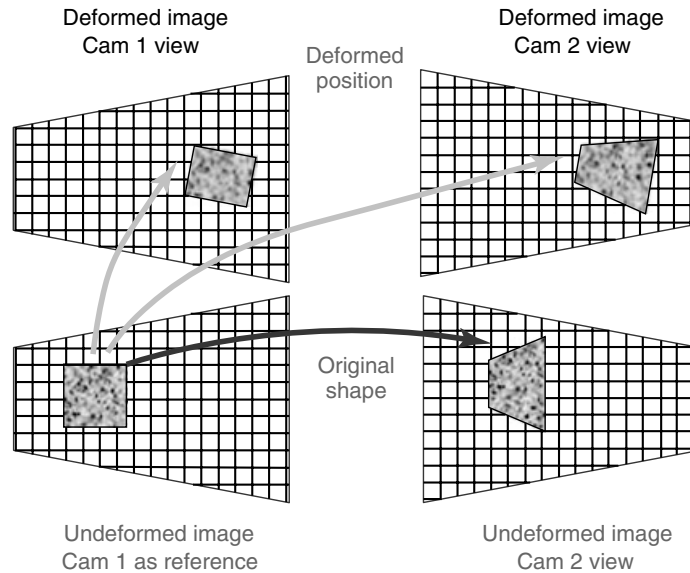 Deformed image
Cam 1 view
Deformed
position
Deformed image
Cam 2 view
Original
shape
Undeformed image
Cam 1 as reference
Undeformed image
Cam 2 view